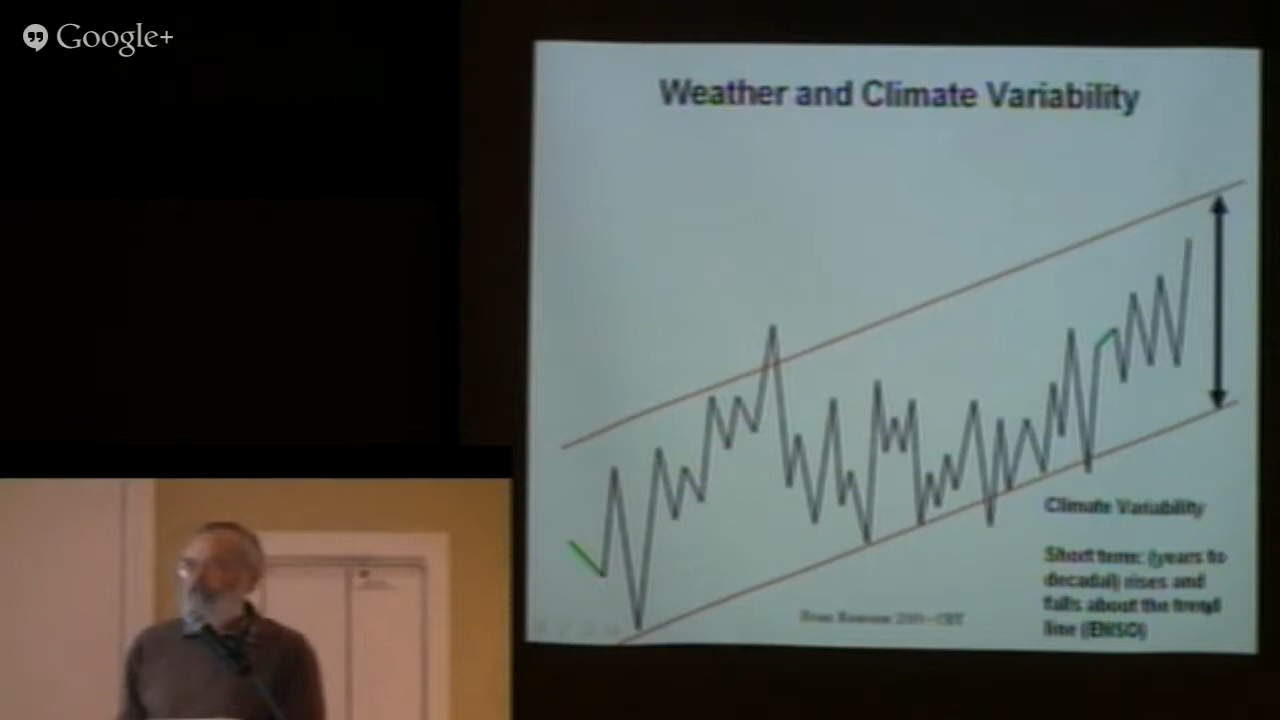 Google+
Weather and Climate Variability
Climate Variability
Short term: (years to
decadal) rises and
falls about the trend
line (ENSO)